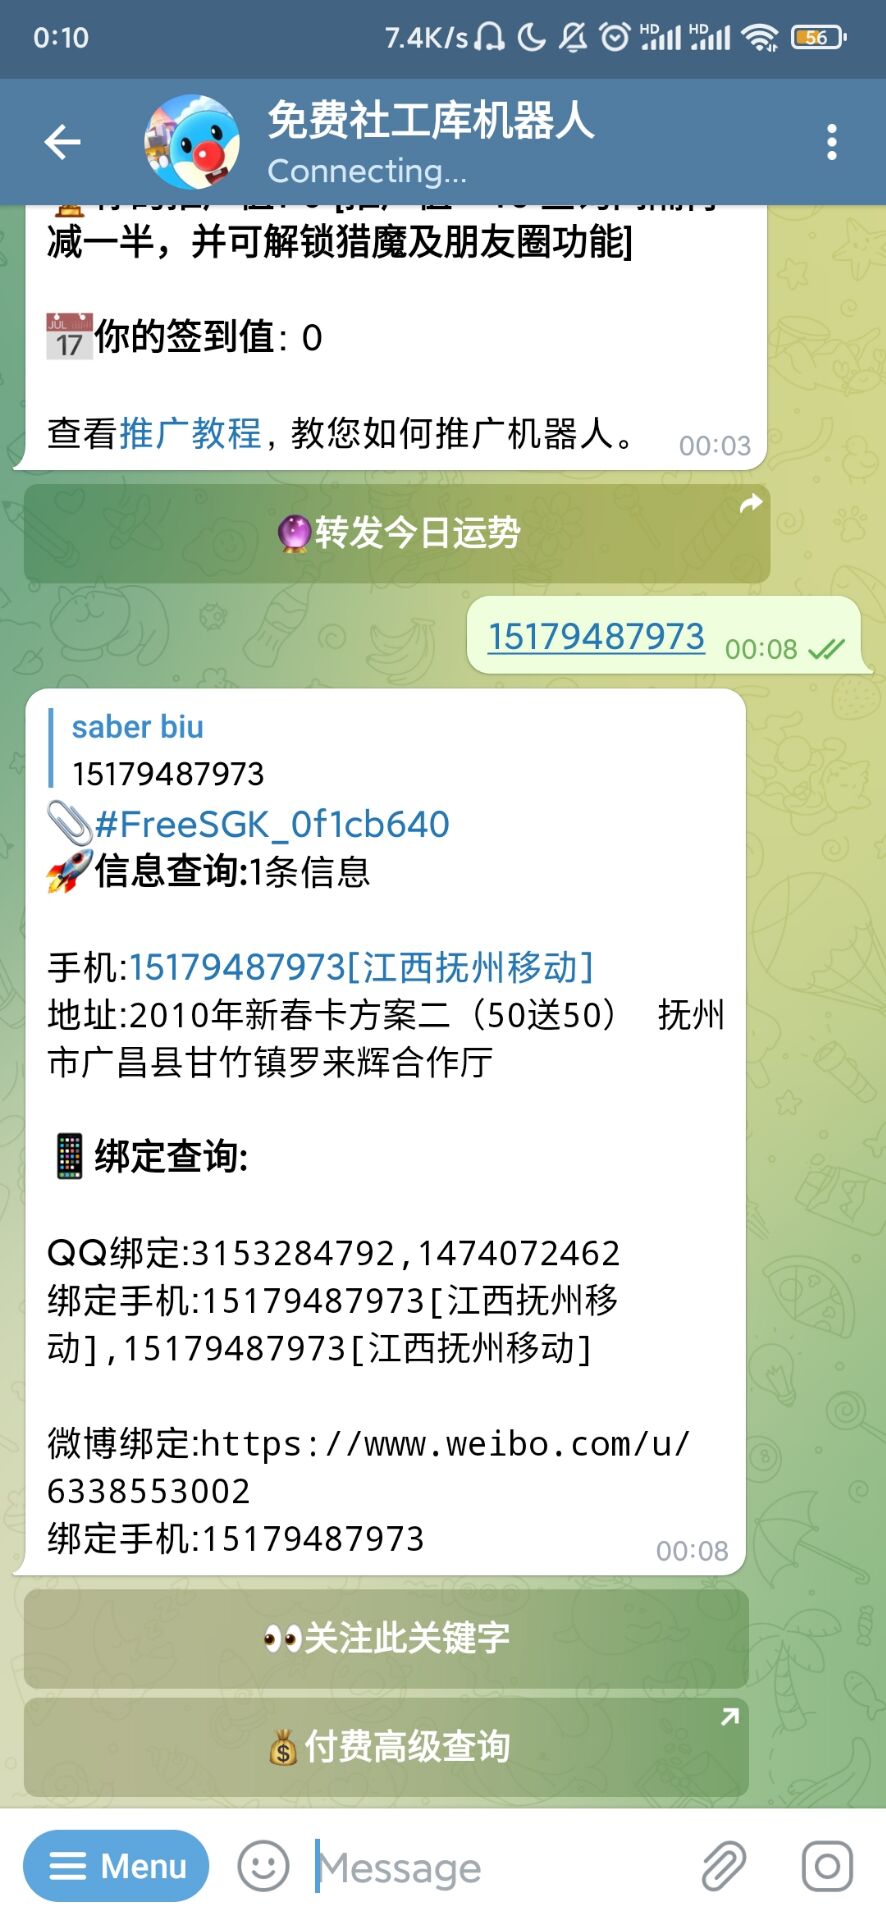 0:10
7.4K/s
HD
HD
56
免费社工库机器人
Connecting...
减一半，并可解锁猎魔及朋友圈功能]
JUL
17
你的签到值: 0
查看推广教程, 教您如何推广机器人。
00:03
转发今日运势
15179487973
00:08
saber biu
15179487973
#FreeSGK_0f1cb640
信息查询:1条信息
手机:15179487973[江西抚州移动]
地址:2010年新春卡方案二（50送50） 抚州
市广昌县甘竹镇罗来辉合作厅
绑定查询:
QQ绑定:3153284792,1474072462
绑定手机:15179487973[江西抚州移
动],15179487973[江西抚州移动]
微博绑定:https://www.weibo.com/u/
6338553002
绑定手机:15179487973
00:08
关注此关键字
付费高级查询
Menu
Message